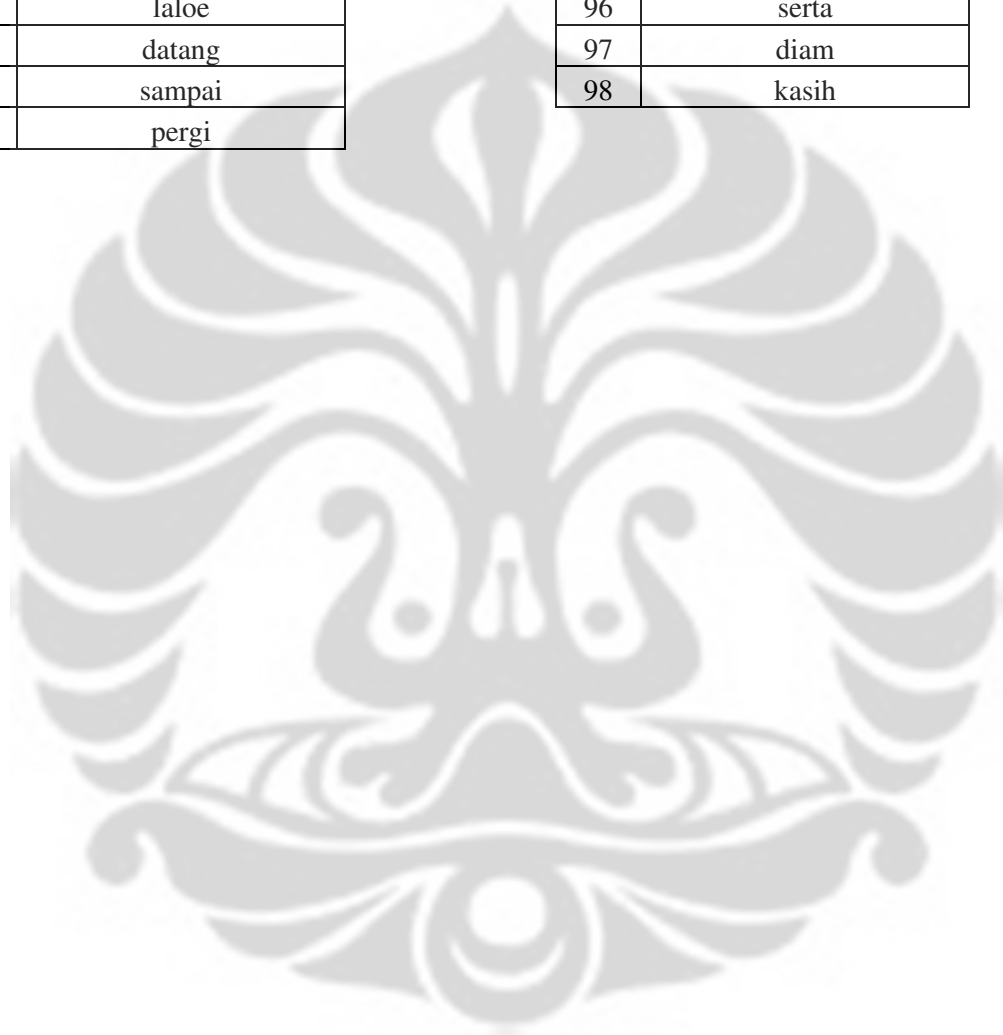 laloe
datang
sampai
pergi
96 serta
97 diam
98 kasih